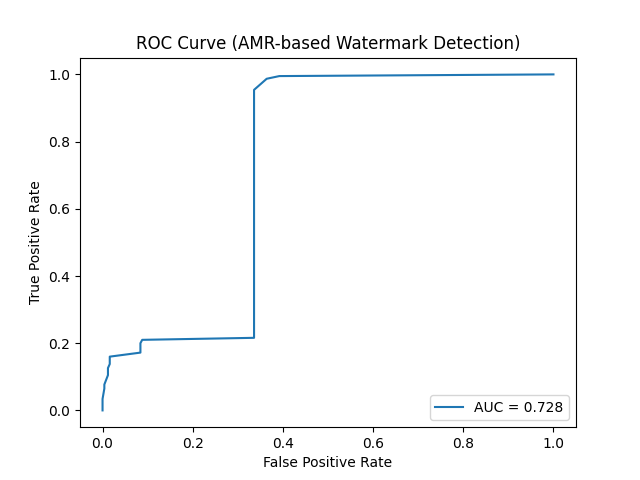 ROC Curve (AMR-based Watermark Detection)
1.0
0.8
0.6
0.4
0.2
0.0
True Positive Rate
AUC = 0.728
0.0 0.2 0.4 0.6 0.8 1.0
False Positive Rate